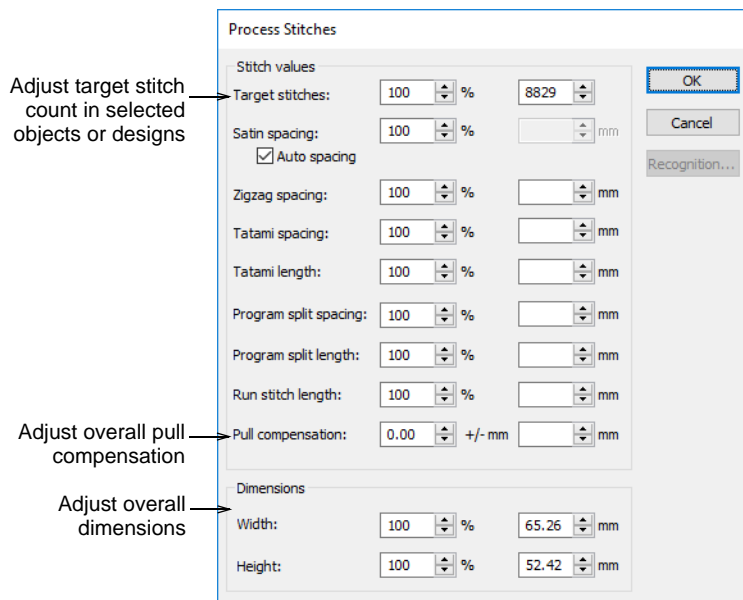 Process Stitches
Stitch values
Adjust target stitch
count in selected
objects or designs
Target stitches: 100 % 8829
Satin spacing: 100 % mm
Auto spacing
Zigzag spacing: 100 % mm
Tatami spacing: 100 % mm
Tatami length: 100 % mm
Program split spacing: 100 % mm
Program split length: 100 % mm
Run stitch length: 100 % mm
Adjust overall pull
compensation
Pull compensation: 0.00 +/- mm mm
Adjust overall
dimensions
Dimensions
Width: 100 % 65.26 mm
Height: 100 % 52.42 mm
OK
Cancel
Recognition...